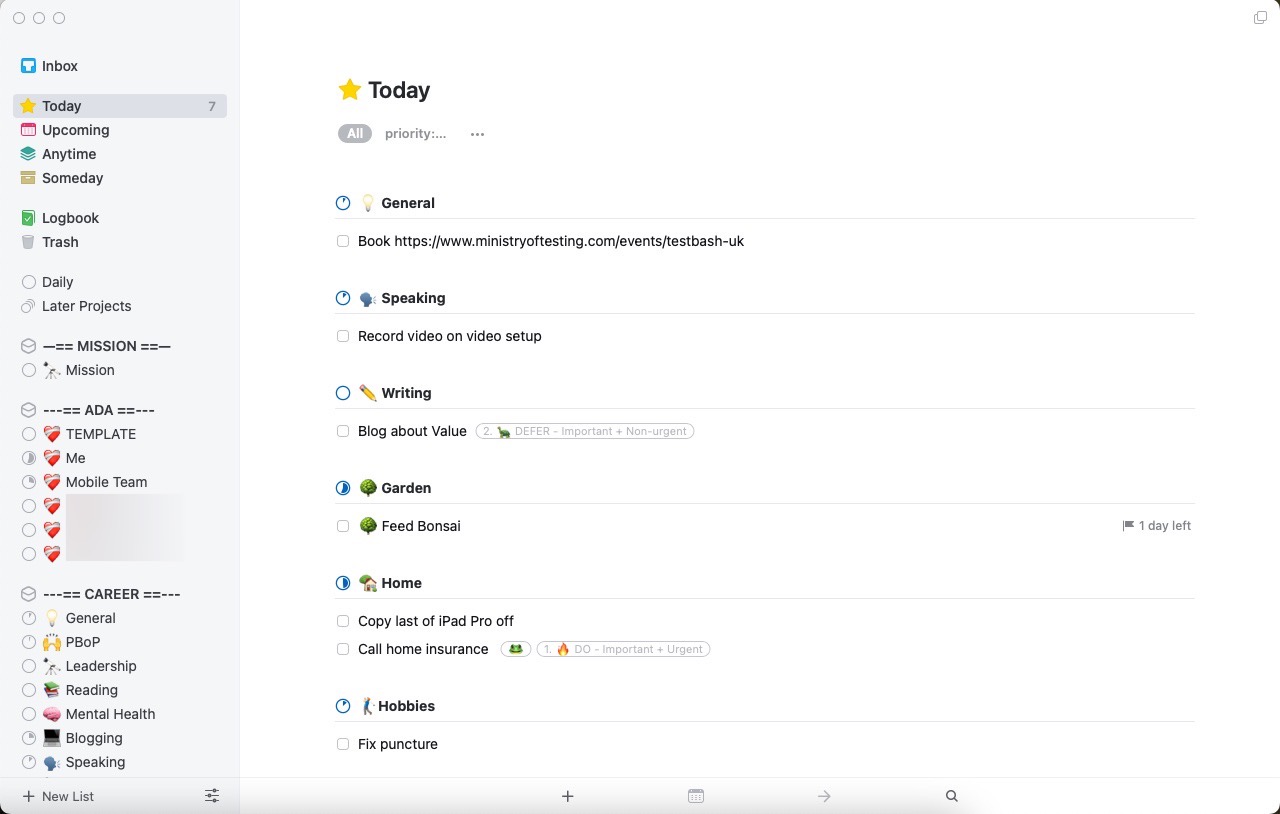 Inbox
Today 7
Upcoming
Anytime
Someday
Logbook
Trash
Daily
Later Projects
—== MISSION ==—
Mission
---== ADA ==---
TEMPLATE
Me
Mobile Team
---== CAREER ==---
General
PBoP
Leadership
Reading
Mental Health
Blogging
Speaking
New List
Today
All priority:... ...
General
Book https://www.ministryoftesting.com/events/testbash-uk
Speaking
Record video on video setup
Writing
Blog about Value 2. 🦕 DEFER - Important + Non-urgent
Garden
Feed Bonsai 1 day left
Home
Copy last of iPad Pro off
Call home insurance 1. 🔥 DO - Important + Urgent
Hobbies
Fix puncture